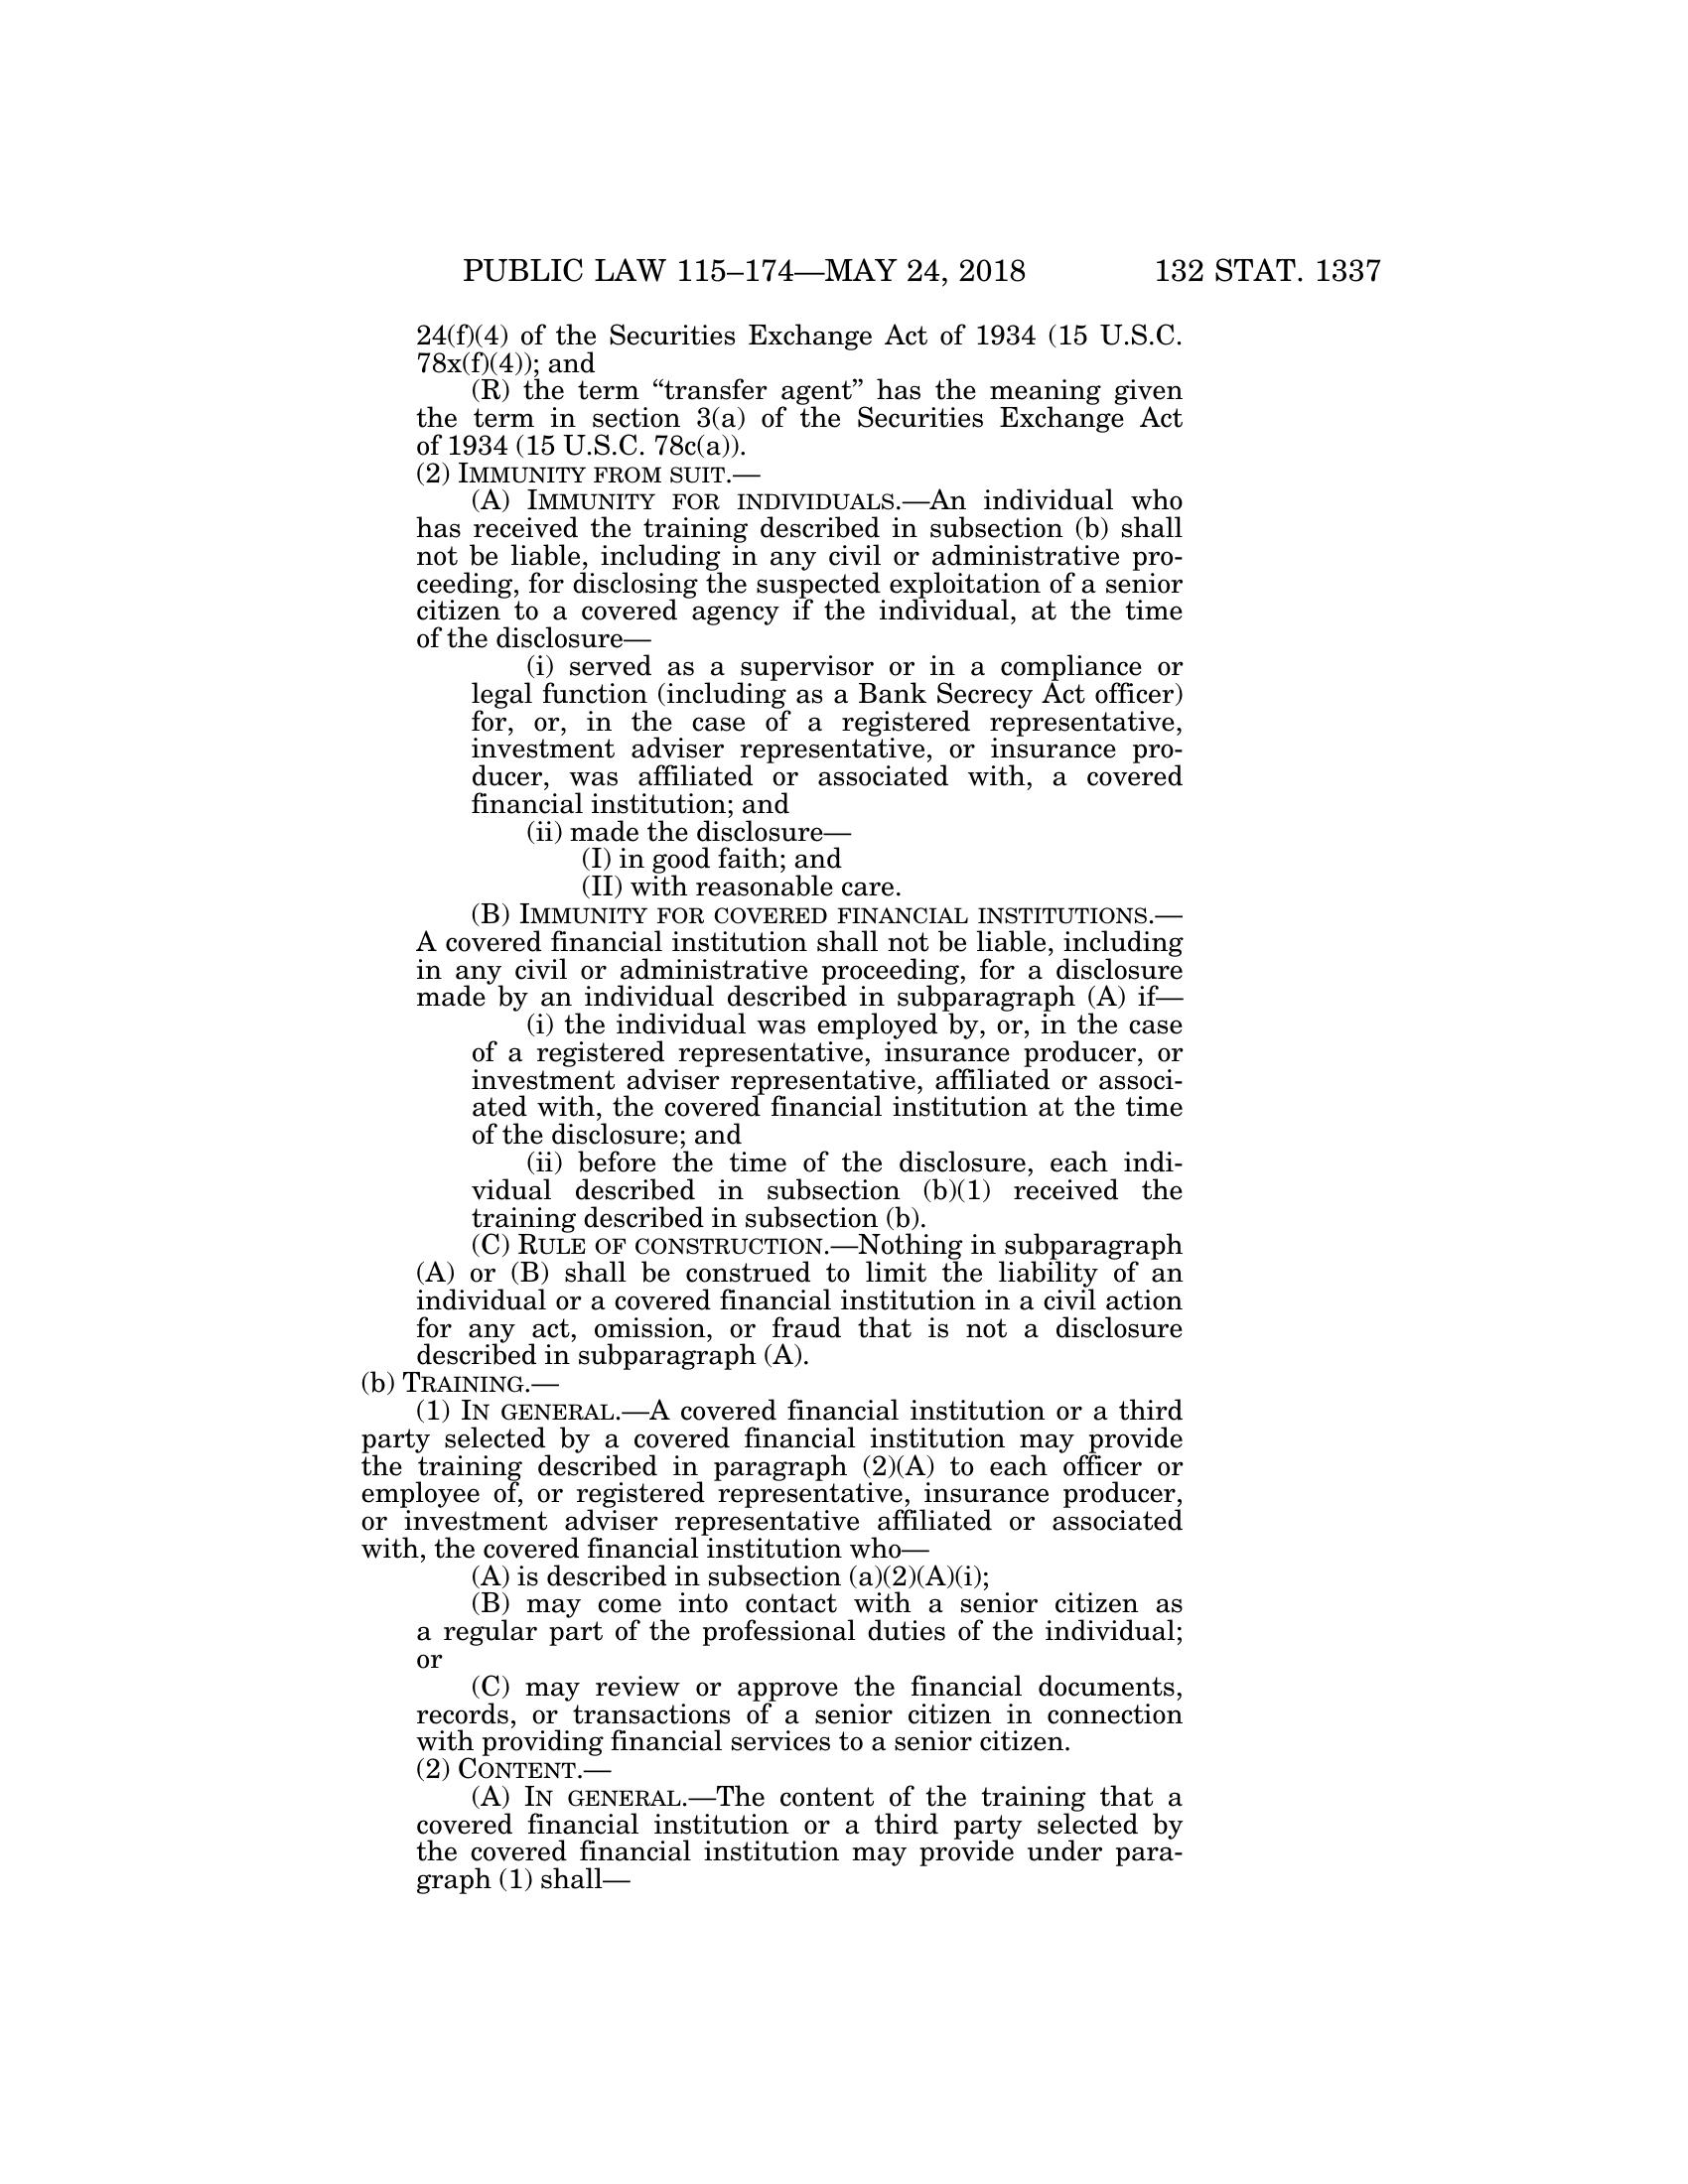 PUBLIC LAW 115–174—MAY 24, 2018 132 STAT. 1337
24(f)(4) of the Securities Exchange Act of 1934 (15 U.S.C.
78x(f)(4)); and
(R) the term “transfer agent” has the meaning given
the term in section 3(a) of the Securities Exchange Act
of 1934 (15 U.S.C. 78c(a)).
(2) IMMUNITY FROM SUIT.—
(A) IMMUNITY FOR INDIVIDUALS.—An individual who
has received the training described in subsection (b) shall
not be liable, including in any civil or administrative pro-
ceeding, for disclosing the suspected exploitation of a senior
citizen to a covered agency if the individual, at the time
of the disclosure—
(i) served as a supervisor or in a compliance or
legal function (including as a Bank Secrecy Act officer)
for, or, in the case of a registered representative,
investment adviser representative, or insurance pro-
ducer, was affiliated or associated with, a covered
financial institution; and
(ii) made the disclosure—
(I) in good faith; and
(II) with reasonable care.
(B) IMMUNITY FOR COVERED FINANCIAL INSTITUTIONS.—
A covered financial institution shall not be liable, including
in any civil or administrative proceeding, for a disclosure
made by an individual described in subparagraph (A) if—
(i) the individual was employed by, or, in the case
of a registered representative, insurance producer, or
investment adviser representative, affiliated or associ-
ated with, the covered financial institution at the time
of the disclosure; and
(ii) before the time of the disclosure, each indi-
vidual described in subsection (b)(1) received the
training described in subsection (b).
(C) RULE OF CONSTRUCTION.—Nothing in subparagraph
(A) or (B) shall be construed to limit the liability of an
individual or a covered financial institution in a civil action
for any act, omission, or fraud that is not a disclosure
described in subparagraph (A).
(b) TRAINING.—
(1) IN GENERAL.—A covered financial institution or a third
party selected by a covered financial institution may provide
the training described in paragraph (2)(A) to each officer or
employee of, or registered representative, insurance producer,
or investment adviser representative affiliated or associated
with, the covered financial institution who—
(A) is described in subsection (a)(2)(A)(i);
(B) may come into contact with a senior citizen as
a regular part of the professional duties of the individual;
or
(C) may review or approve the financial documents,
records, or transactions of a senior citizen in connection
with providing financial services to a senior citizen.
(2) CONTENT.—
(A) IN GENERAL.—The content of the training that a
covered financial institution or a third party selected by
the covered financial institution may provide under para-
graph (1) shall—